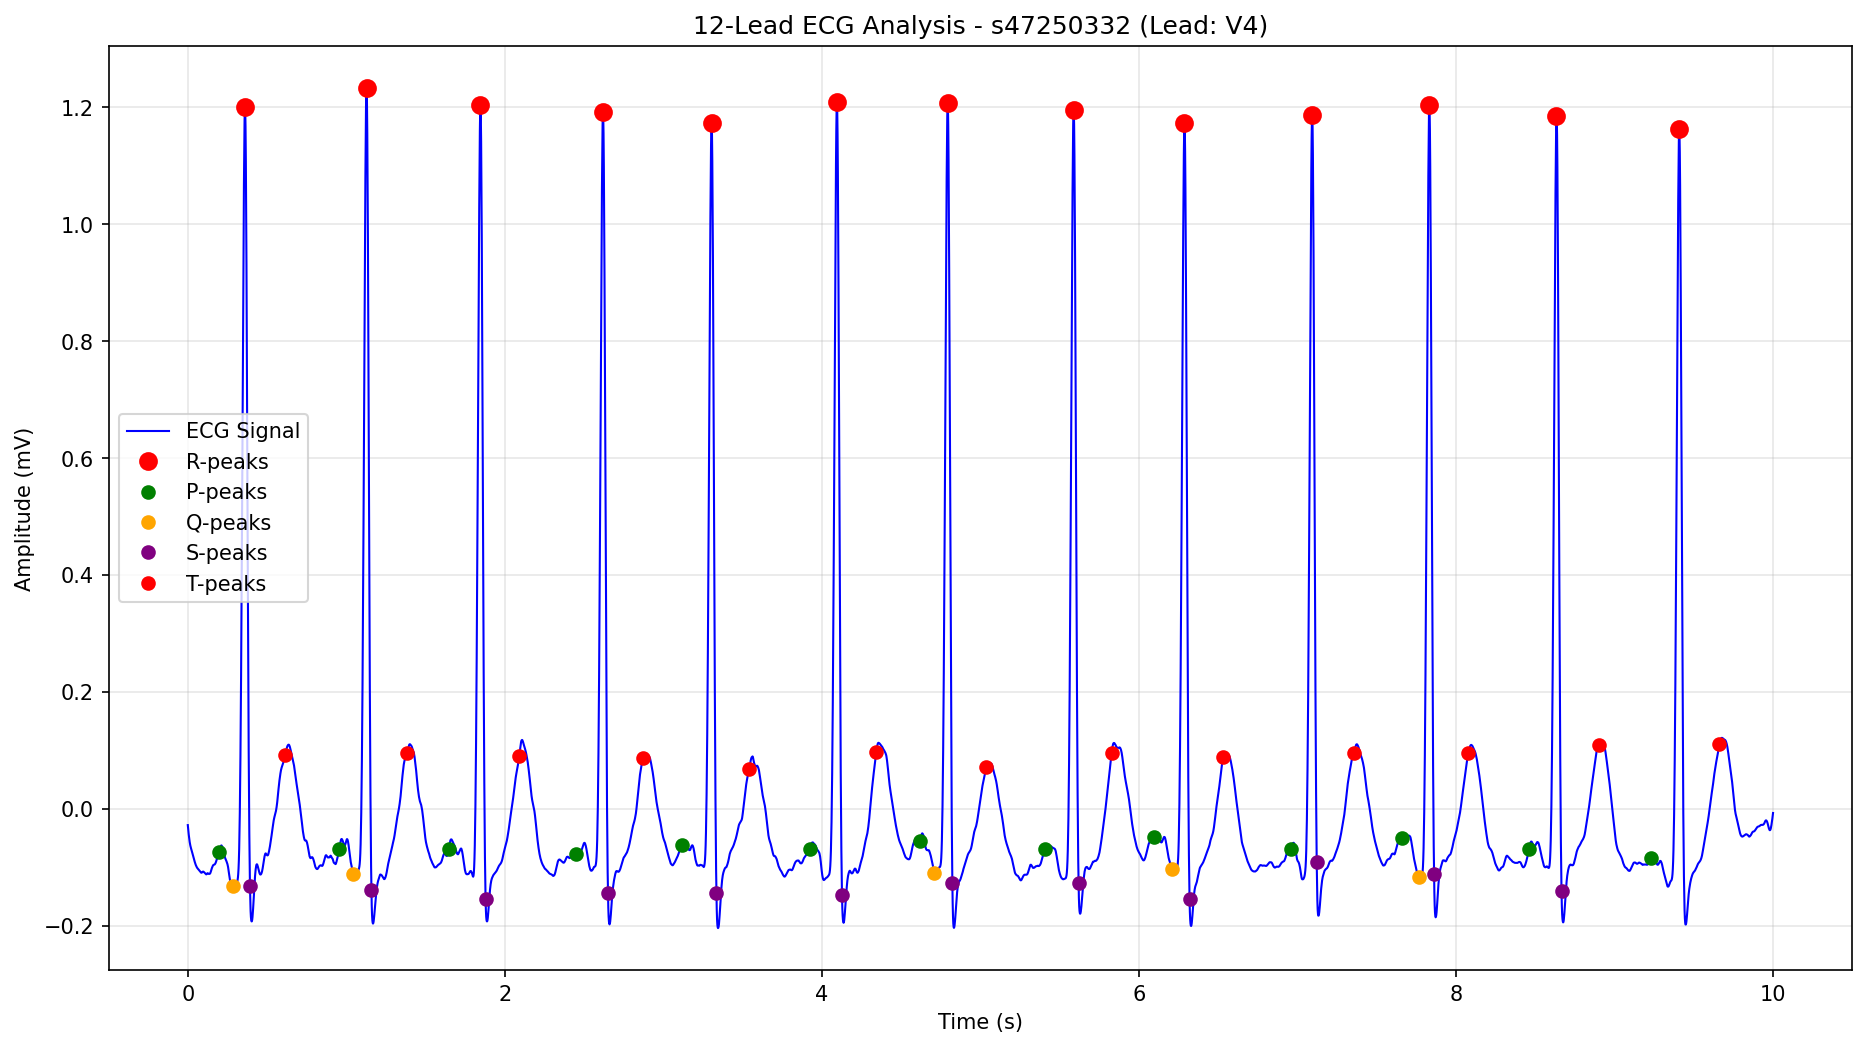 12-Lead ECG Analysis - s47250332 (Lead: V4)
1.2
1.0
0.8
0.6
0.4
0.2
0.0
−0.2
Amplitude (mV)
ECG Signal
R-peaks
P-peaks
Q-peaks
S-peaks
T-peaks
0 2 4 6 8 10
Time (s)